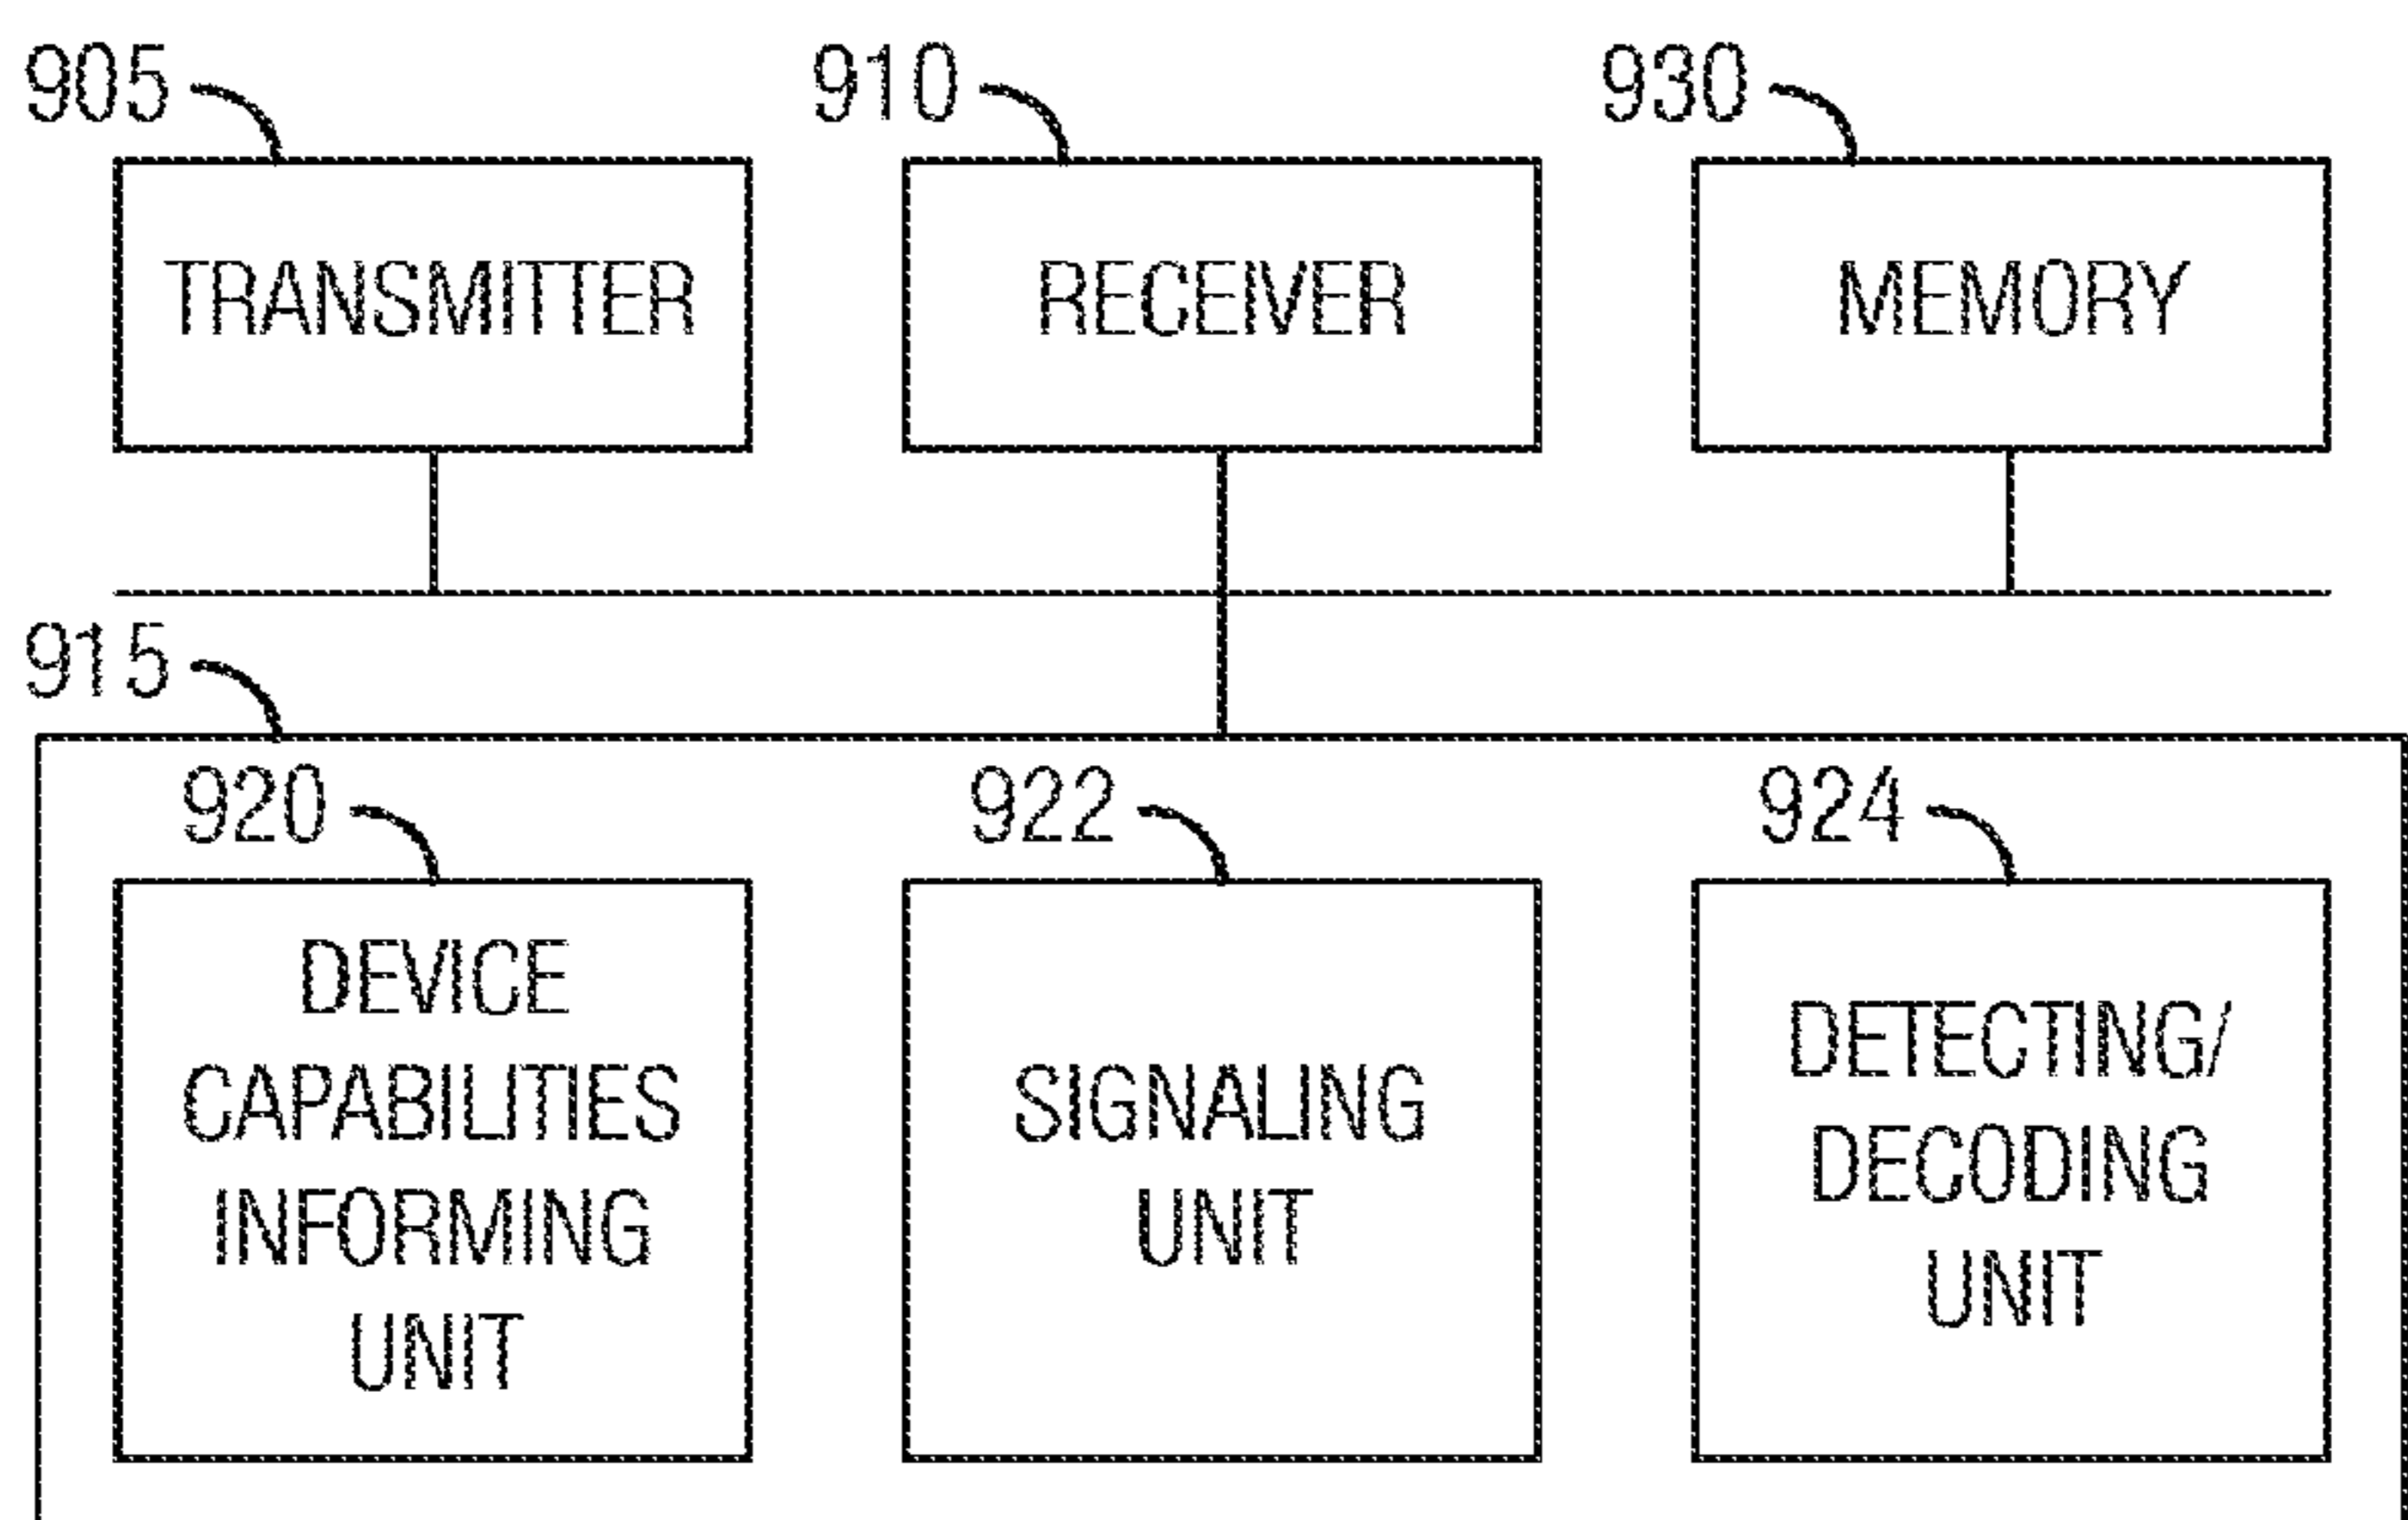 905
910
930
TRANSMITTER
RECEIVER
MEMORY
915
920
922
924
DEVICE
CAPABILITIES
INFORMING
UNIT
SIGNALING
UNIT
DETECTING/
DECODING
UNIT